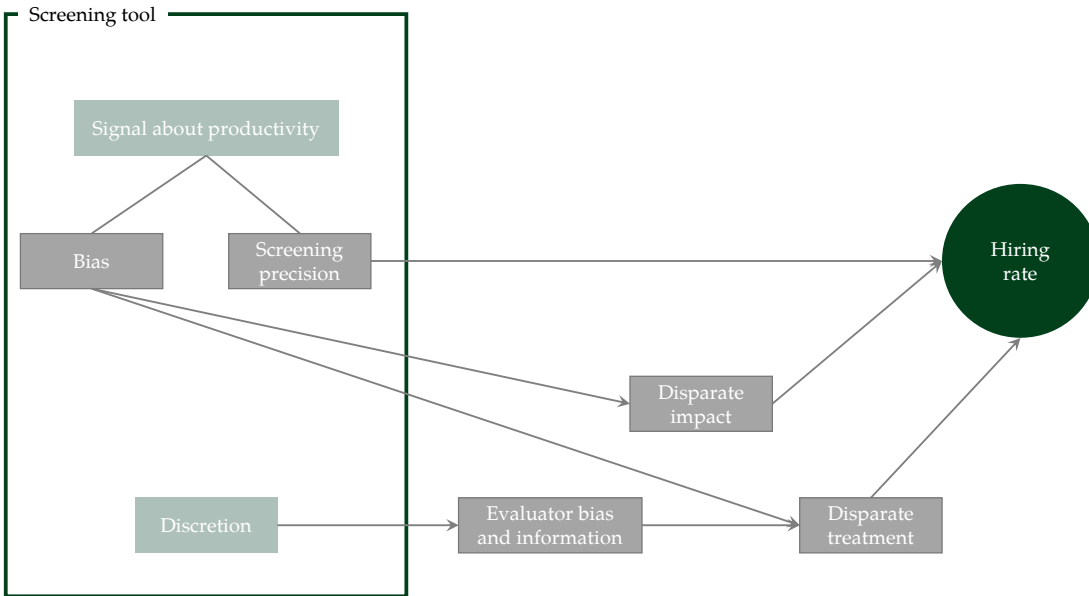 Screening tool
Signal about productivity
Bias
Screening
precision
Hiring
rate
Disparate
impact
Discretion
Evaluator bias
and information
Disparate
treatment